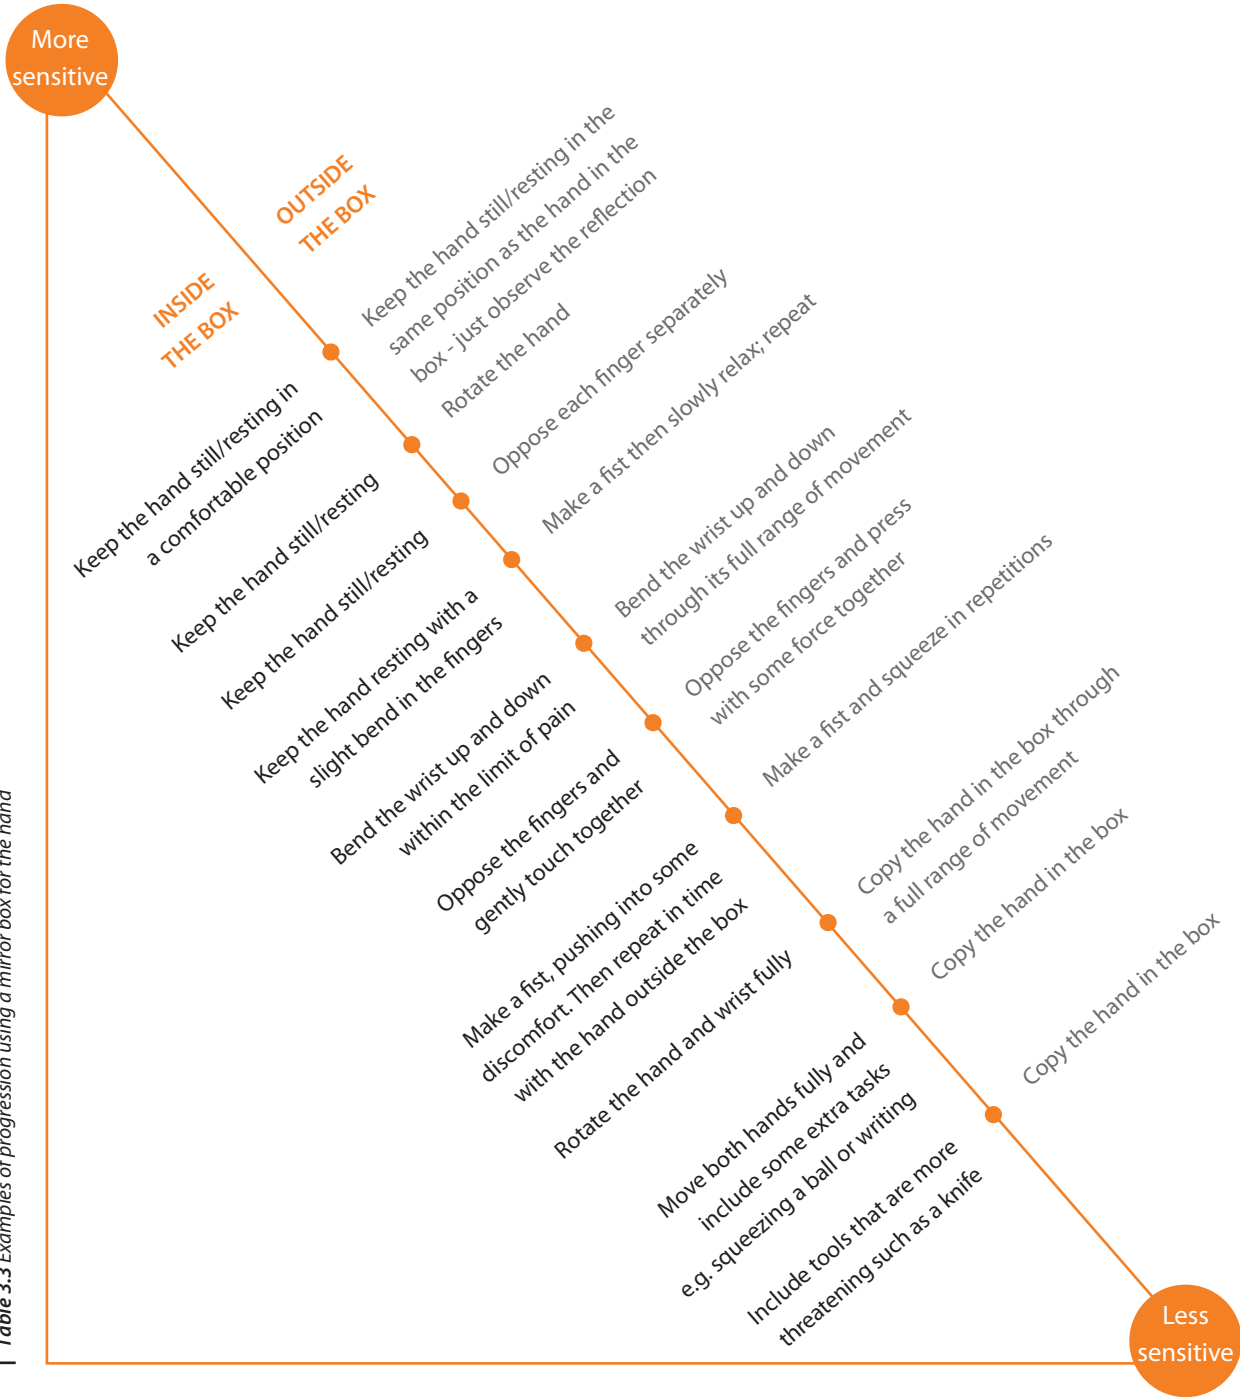 More
sensitive
OUTSIDE
THE BOX
INSIDE
THE BOX
Keep the hand still/resting in the
same position as the hand in the
box - just observe the reflection
Keep the hand still/resting in
a comfortable position
Rotate the hand
Keep the hand still/resting
Oppose each finger separately
Keep the hand still/resting
Make a fist then slowly relax; repeat
Keep the hand resting with a
slight bend in the fingers
Bend the wrist up and down
through its full range of movement
Bend the wrist up and down
within the limit of pain
Oppose the fingers and press
with some force together
Oppose the fingers and
gently touch together
Make a fist and squeeze in repetitions
Make a fist, pushing into some
discomfort. Then repeat in time
with the hand outside the box
Copy the hand in the box through
a full range of movement
Rotate the hand and wrist fully
Copy the hand in the box
Move both hands fully and
include some extra tasks
e.g. squeezing a ball or writing
Copy the hand in the box
Include tools that are more
threatening such as a knife
Less
sensitive
Table 3.3 Examples of progression using a mirror box for the hand